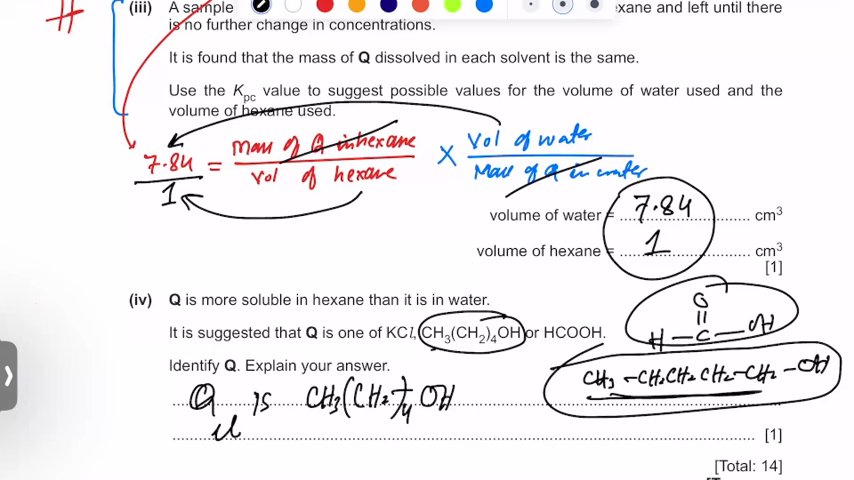 (iii) A sample xane and left until there
is no further change in concentrations.
It is found that the mass of Q dissolved in each solvent is the same.
Use the Kpc value to suggest possible values for the volume of water used and the
volume of hexane used.
7.84 / 1 = Mass of Q in hexane / Vol of hexane × Vol of water / Mass of Q in water
volume of water = 7.84 cm3
volume of hexane = 1 cm3
[1]
(iv) Q is more soluble in hexane than it is in water.
It is suggested that Q is one of KCl, CH3(CH2)4OH or HCOOH.
O
||
H–C–OH
Identify Q. Explain your answer.
CH3–CH2CH2CH2–CH2–OH
Q is CH3(CH2)4OH
[1]
[Total: 14]